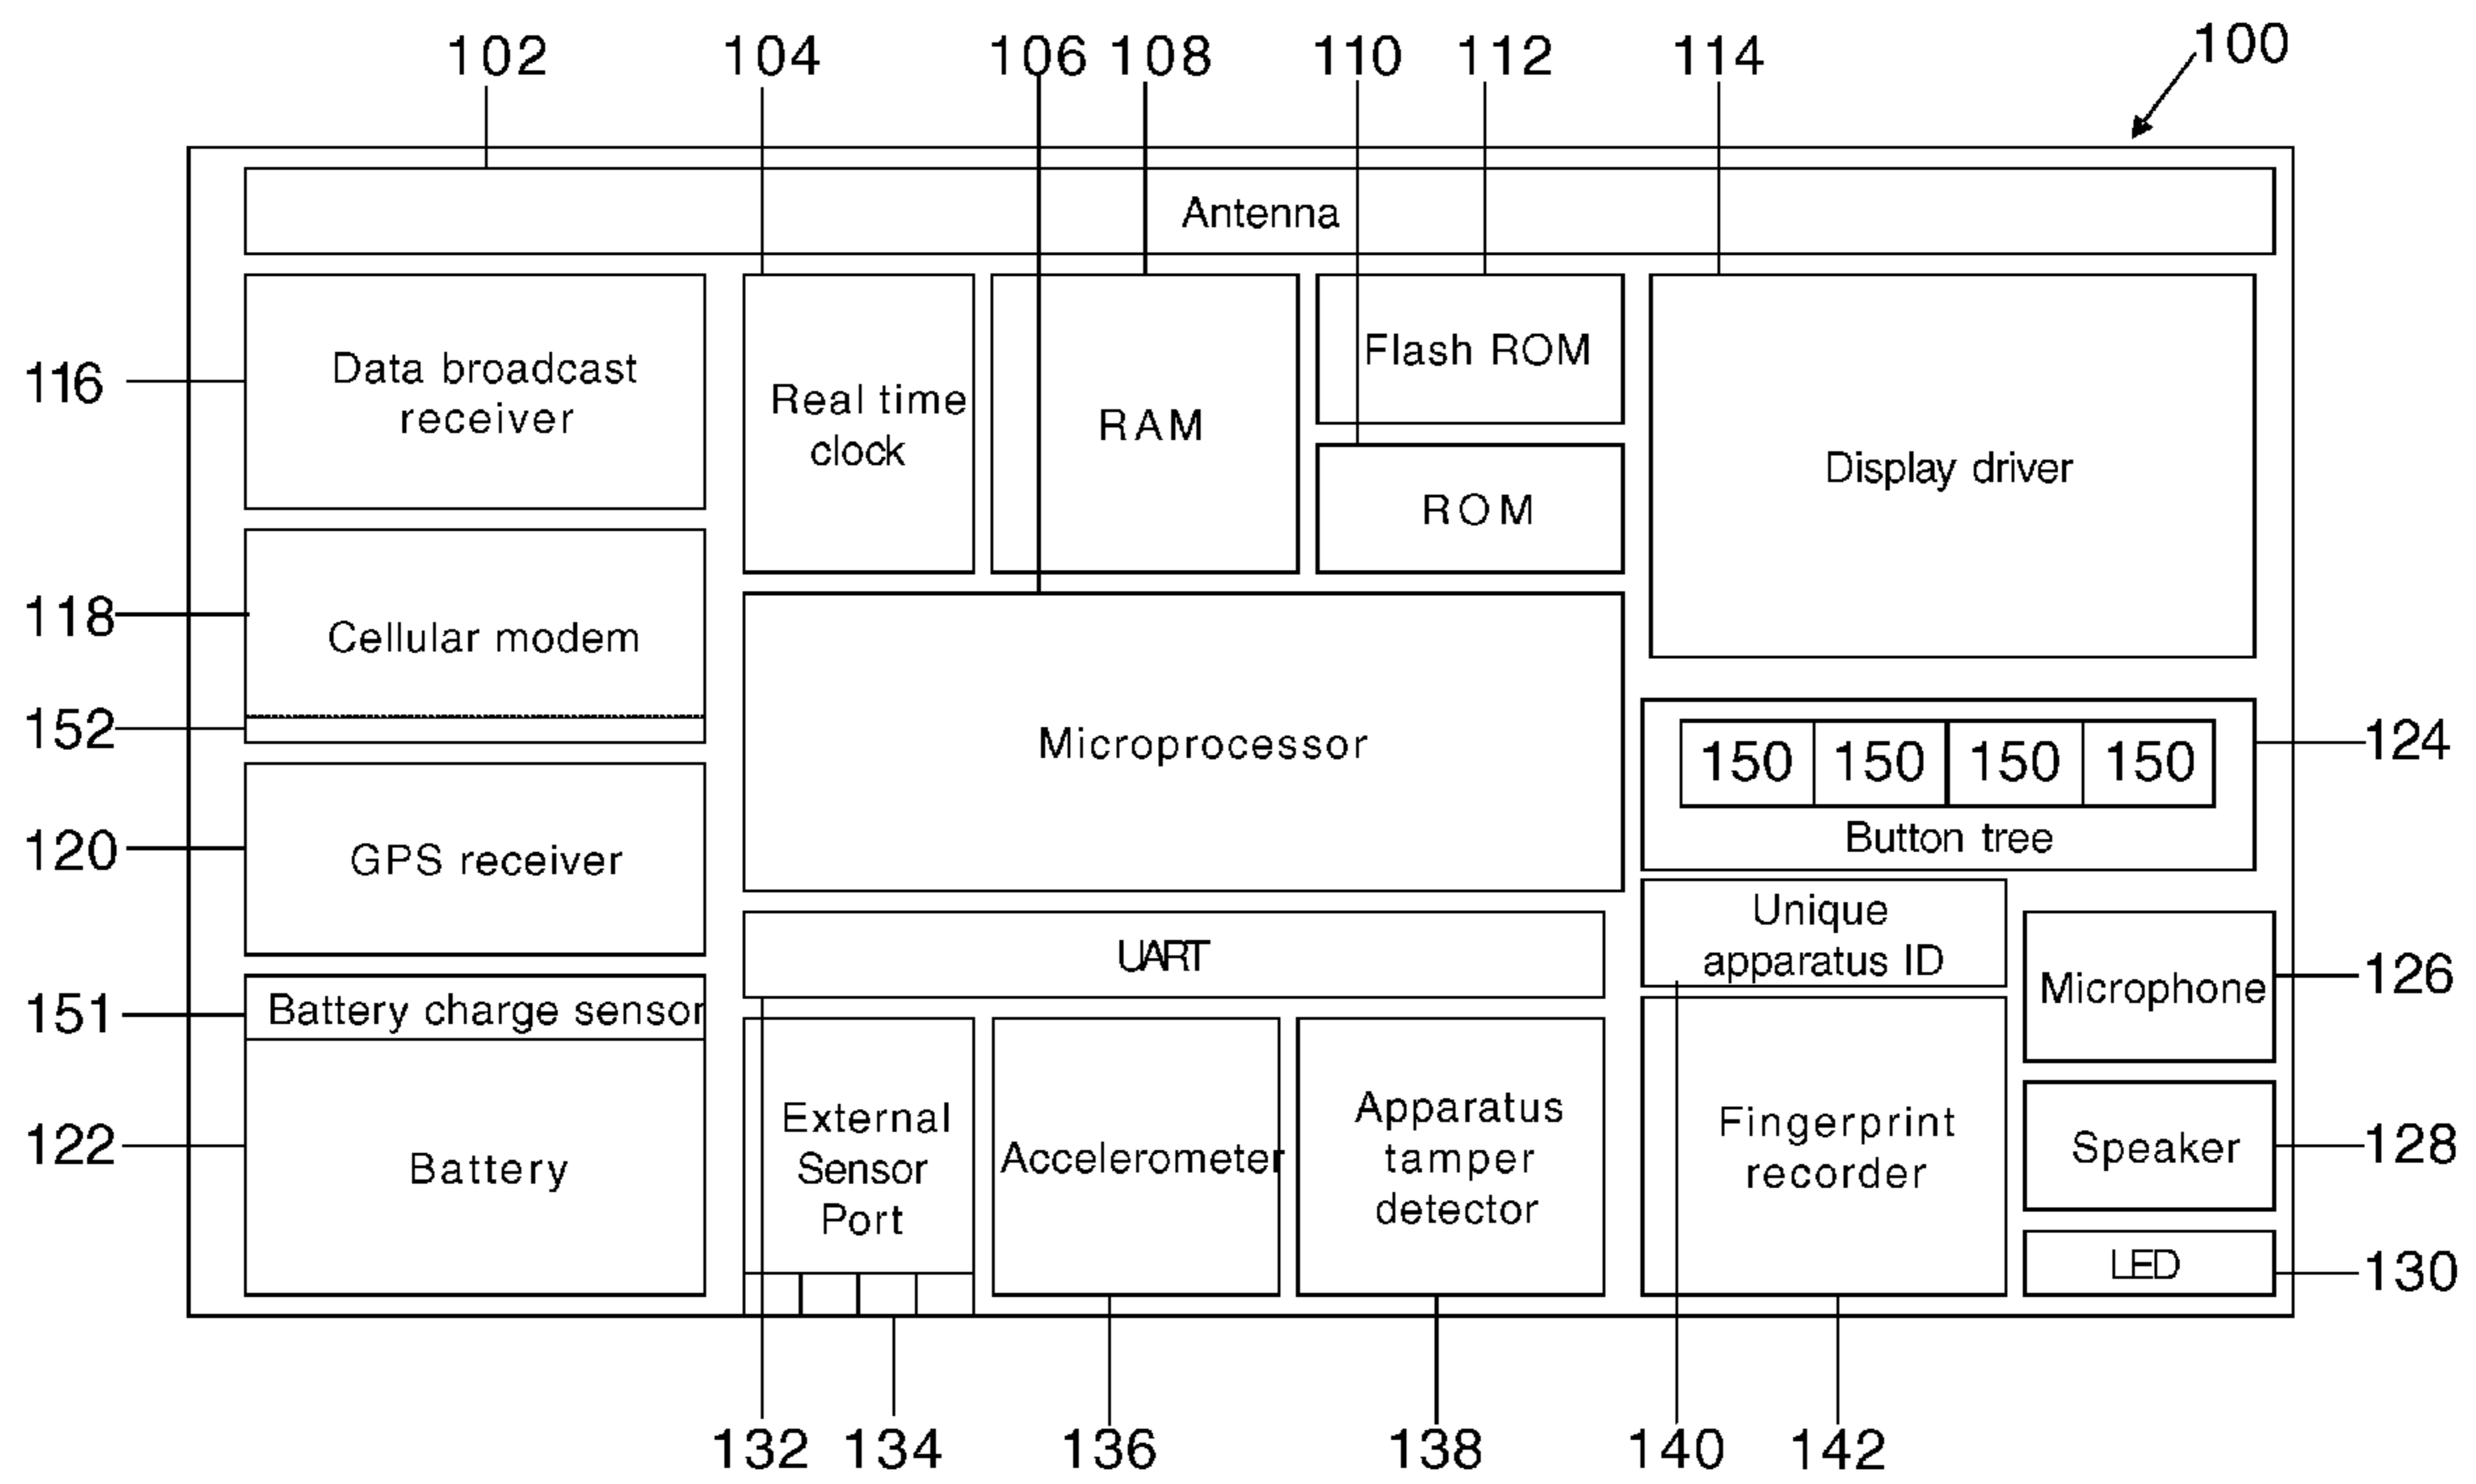 102 104 106 108 110 112 114 100
Antenna
116
Data broadcast
receiver
Real time
clock
RAM
Flash ROM
ROM
Display driver
118
Cellular modem
152
Microprocessor
150 150 150 150
Button tree
124
120
GPS receiver
UART
Unique
apparatus ID
Microphone
126
151
Battery charge sensor
122
Battery
External
Sensor
Port
Accelerometer
Apparatus
tamper
detector
Fingerprint
recorder
Speaker
128
LED
130
132 134 136 138 140 142